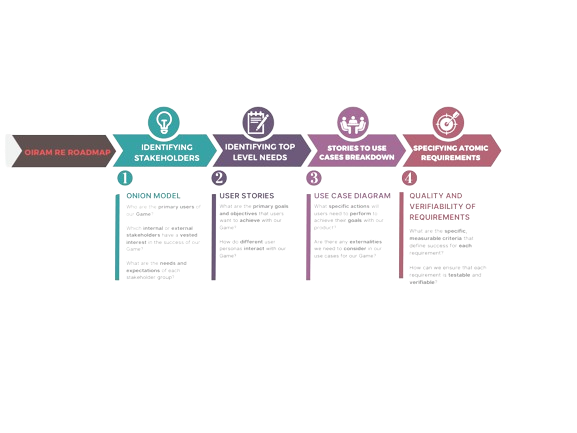 OIRAM RE ROADMAP
IDENTIFYING
STAKEHOLDERS
IDENTIFYING TOP
LEVEL NEEDS
STORIES TO USE
CASES BREAKDOWN
SPECIFYING ATOMIC
REQUIREMENTS
1
ONION MODEL
Who are the primary users of
our Game?
Which internal or external
stakeholders have a vested
interest in the success of our
Game?
What are the needs and
expectations of each
stakeholder group?
2
USER STORIES
What are the primary goals
and objectives that users
want to achieve with our
Game?
How do different user
personas interact with our
Game?
3
USE CASE DIAGRAM
What specific actions do
users need to perform to
achieve their goals with our
product?
Are there any externalities
we need to consider in our
use cases for our Game?
4
QUALITY AND
VERIFIABILITY OF
REQUIREMENTS
What are the specific,
measurable criteria that
define success for each
requirement?
How can we ensure that each
requirement is testable and
verifiable?